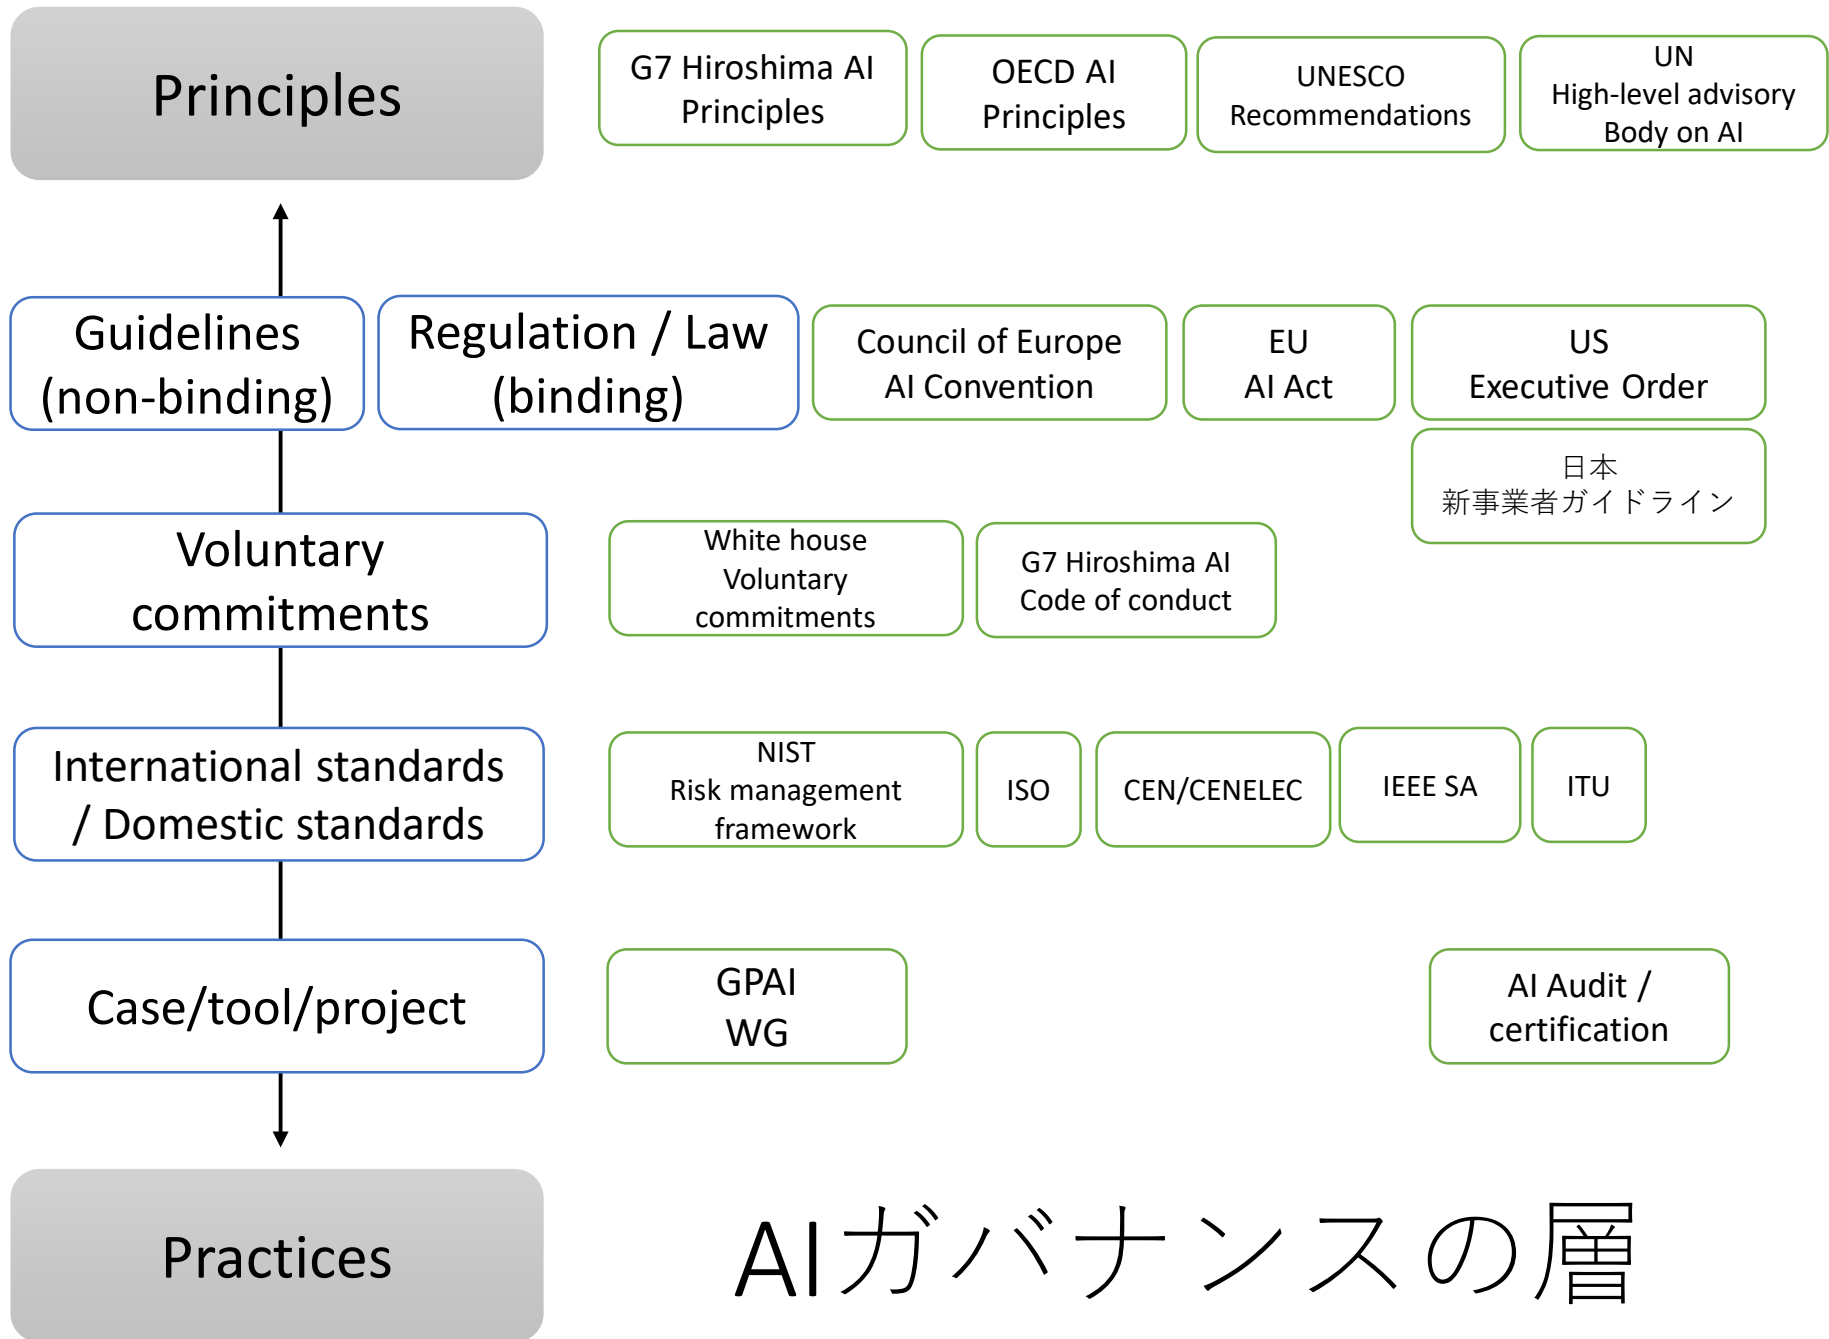 Principles
G7 Hiroshima AI
Principles
OECD AI
Principles
UNESCO
Recommendations
UN
High-level advisory
Body on AI
Guidelines
(non-binding)
Regulation / Law
(binding)
Council of Europe
AI Convention
EU
AI Act
US
Executive Order
日本
新事業者ガイドライン
Voluntary
commitments
White house
Voluntary
commitments
G7 Hiroshima AI
Code of conduct
International standards
/ Domestic standards
NIST
Risk management
framework
ISO
CEN/CENELEC
IEEE SA
ITU
Case/tool/project
GPAI
WG
AI Audit /
certification
Practices
AIガバナンスの層